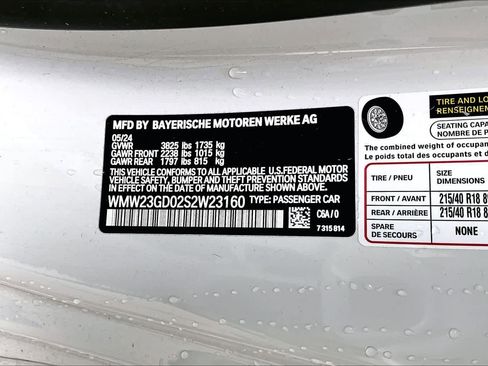 MFD BY BAYERISCHE MOTOREN WERKE AG
05/24
GVWR 3825 lbs 1735 kg
GAWR FRONT 2238 lbs 1015 kg
GAWR REAR 1797 lbs 815 kg
THIS VEHICLE CONFORMS TO ALL APPLICABLE U.S. FEDERAL MOTOR
VEHICLE SAFETY, BUMPER, AND THEFT PREVENTION STANDARDS
IN EFFECT ON THE DATE OF MANUFACTURE SHOWN ABOVE.
WMW23GD02S2W23160 TYPE: PASSENGER CAR
C6A / 0
7 315 814
TIRE AND LO
RENSEIGNEM
SEATING CAPA
NOMBRE DE P
The combined weight of occupan
Le poids total des occupants et d
TIRE / PNEU SIZE
DIMENSIONS
FRONT / AVANT 215/40 R18 8
REAR / ARRIÈRE 215/40 R18 8
SPARE
DE SECOURS NONE